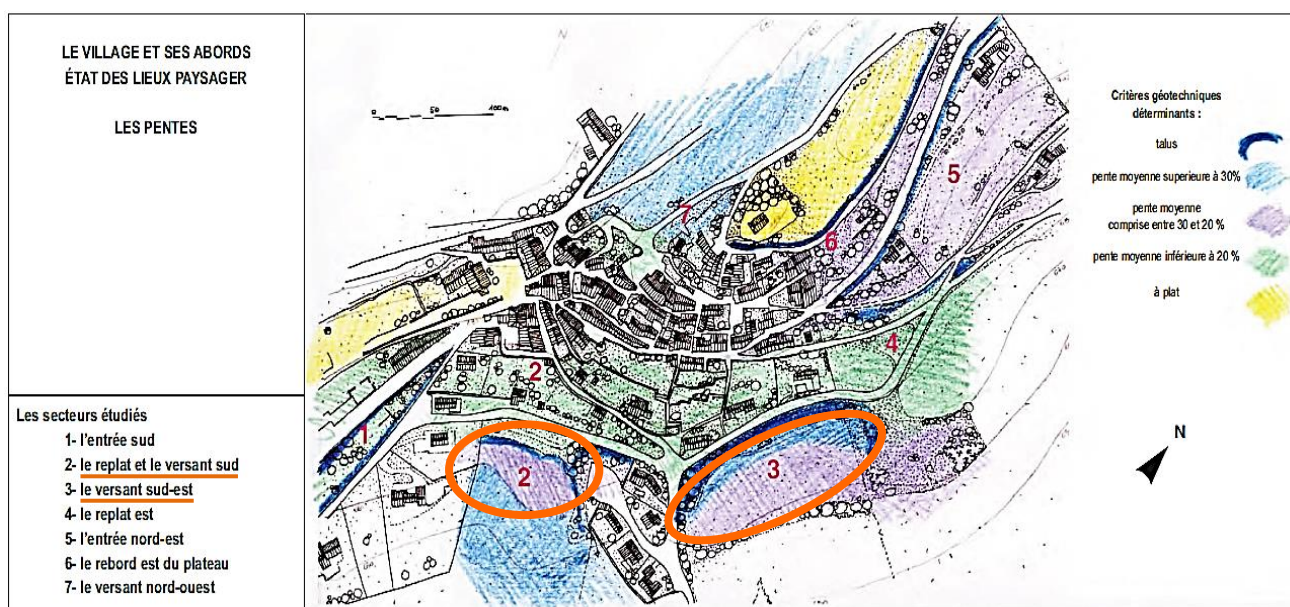 LE VILLAGE ET SES ABORDS
ÉTAT DES LIEUX PAYSAGER
LES PENTES
Les secteurs étudiés
1- l'entrée sud
2- le replat et le versant sud
3- le versant sud-est
4- le replat est
5- l'entrée nord-est
6- le rebord est du plateau
7- le versant nord-ouest
N
0 50 100m
7
5
6
4
2
1
2
3
Critères géotechniques
déterminants :
talus
pente moyenne superieure à 30%
pente moyenne
comprise entre 30 et 20 %
pente moyenne inférieure à 20 %
à plat
N